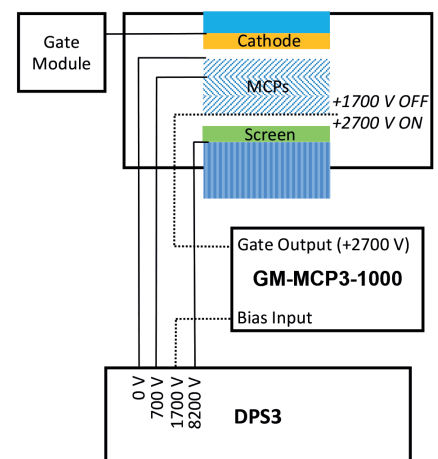 Gate
Module
Cathode
MCPs
+1700 V OFF
+2700 V ON
Screen
Gate Output (+2700 V)
GM-MCP3-1000
Bias Input
0 V
700 V
1700 V
8200 V
DPS3